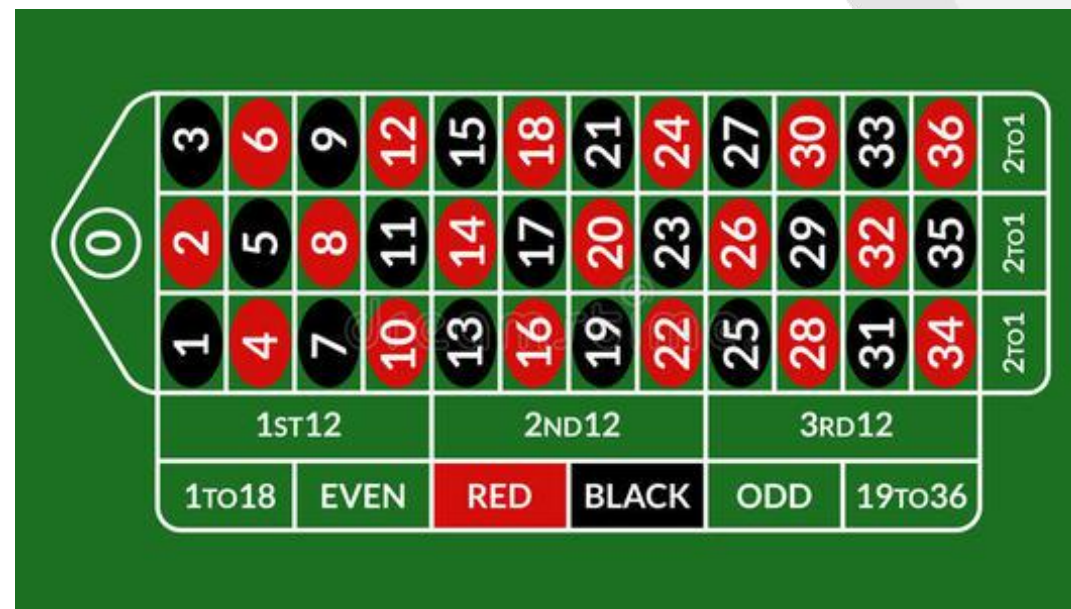 3 6 9 12 15 18 21 24 27 30 33 36 2TO1
0 2 5 8 11 14 17 20 23 26 29 32 35 2TO1
1 4 7 10 13 16 19 22 25 28 31 34 2TO1
dreamstime
1ST12 2ND12 3RD12
1TO18 EVEN RED BLACK ODD 19TO36